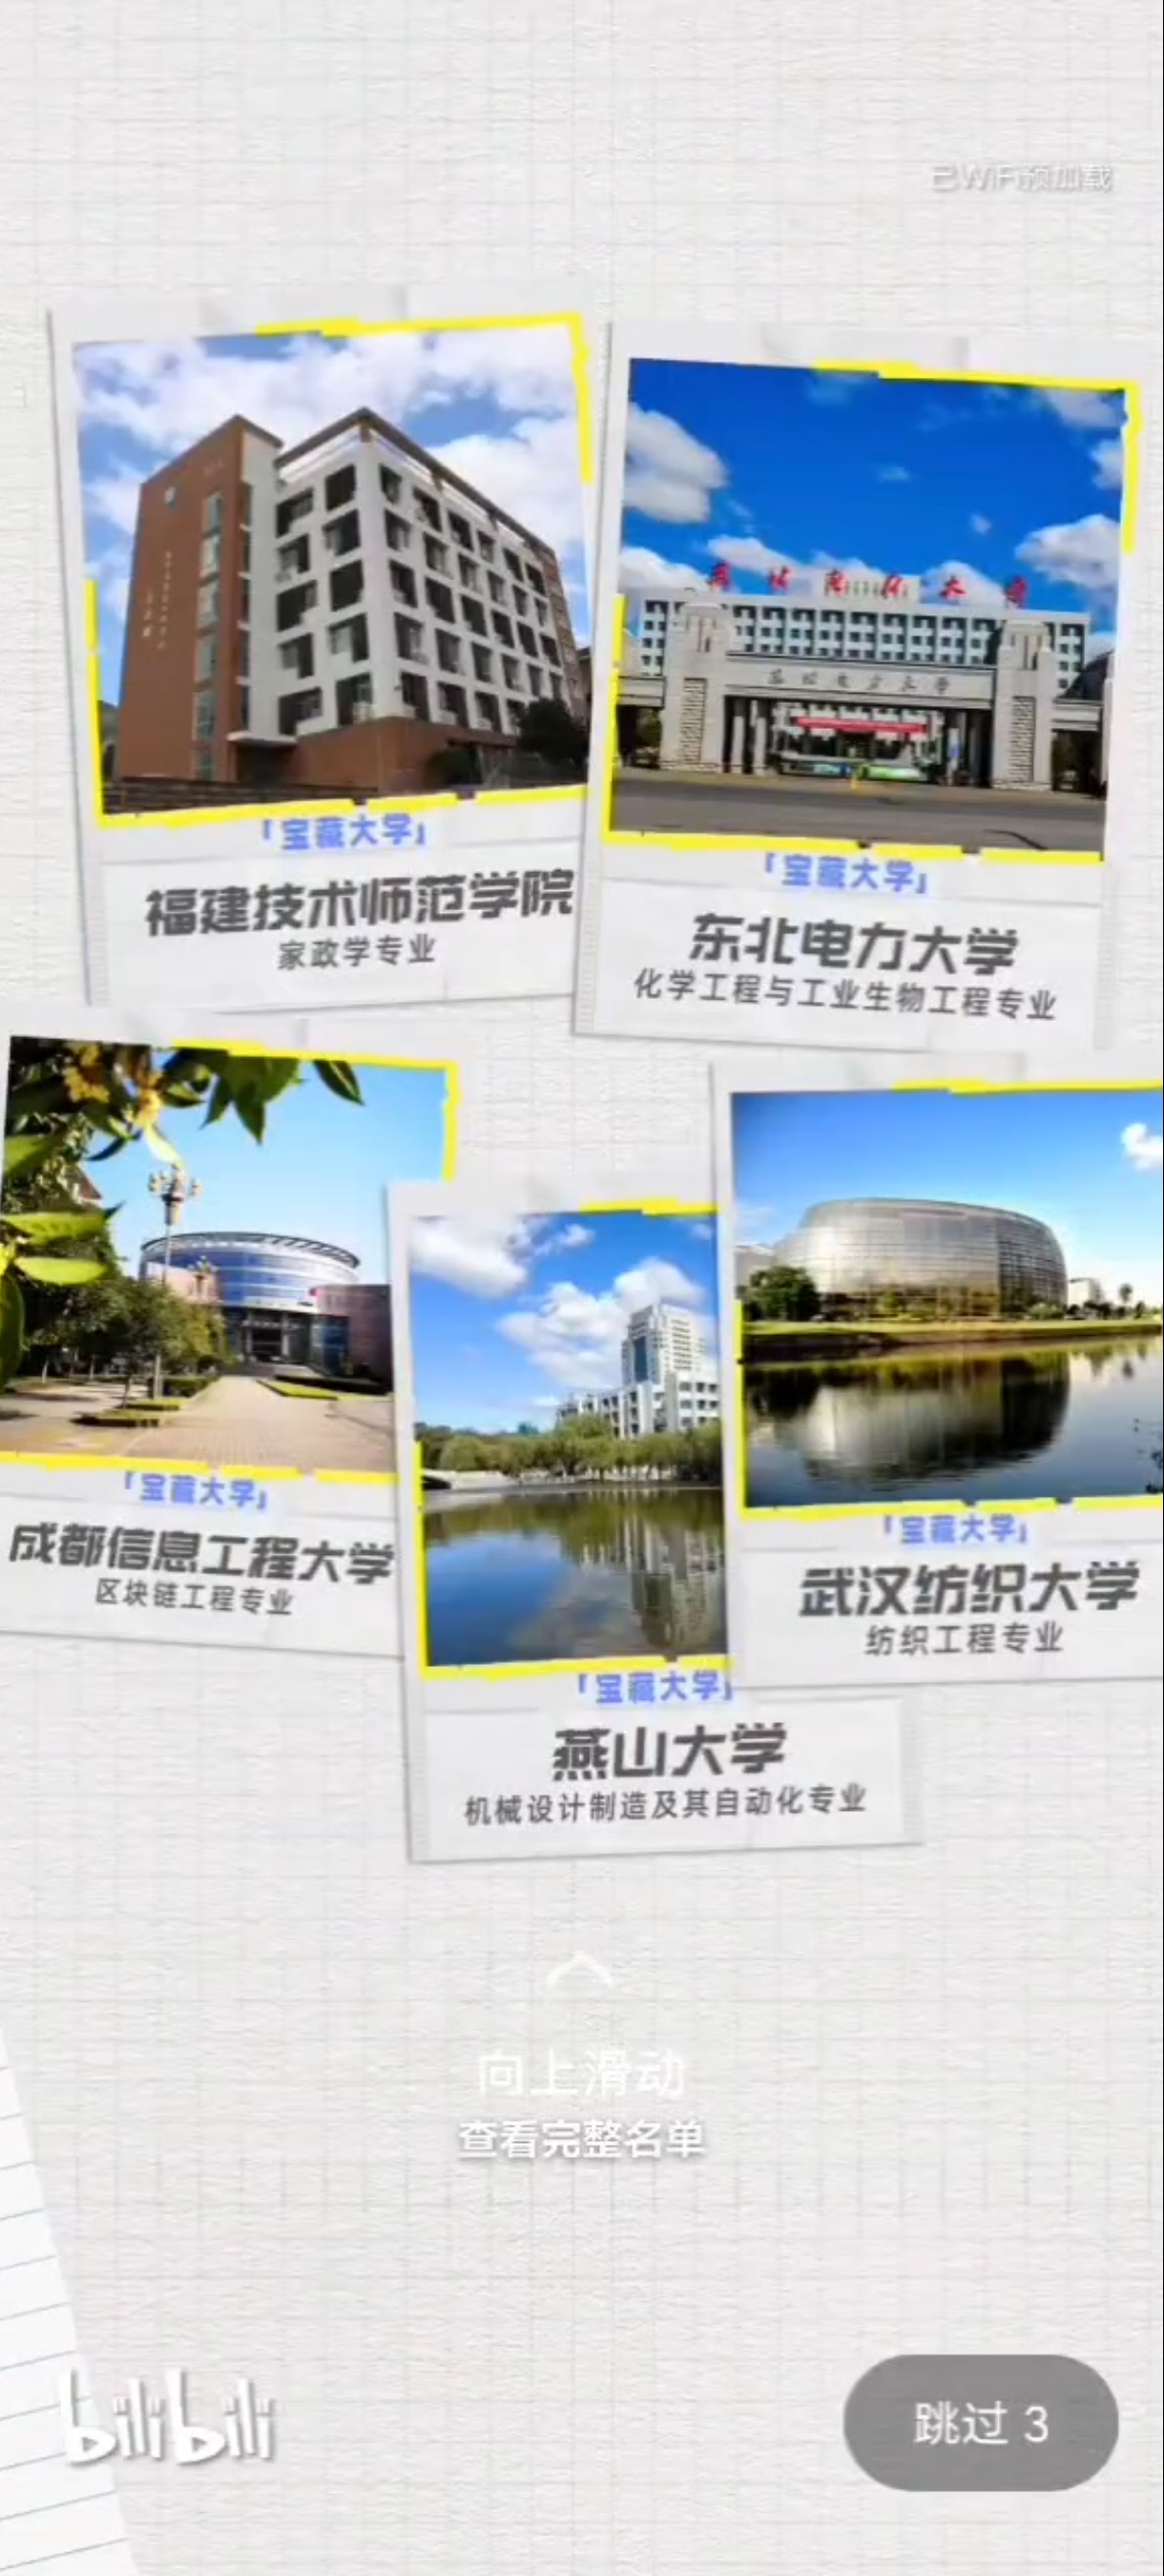 已WiFi预加载
「宝藏大学」
福建技术师范学院
家政学专业
「宝藏大学」
东北电力大学
化学工程与工业生物工程专业
「宝藏大学」
成都信息工程大学
区块链工程专业
「宝藏大学」
武汉纺织大学
纺织工程专业
「宝藏大学」
燕山大学
机械设计制造及其自动化专业
向上滑动
查看完整名单
bilibili
跳过 3